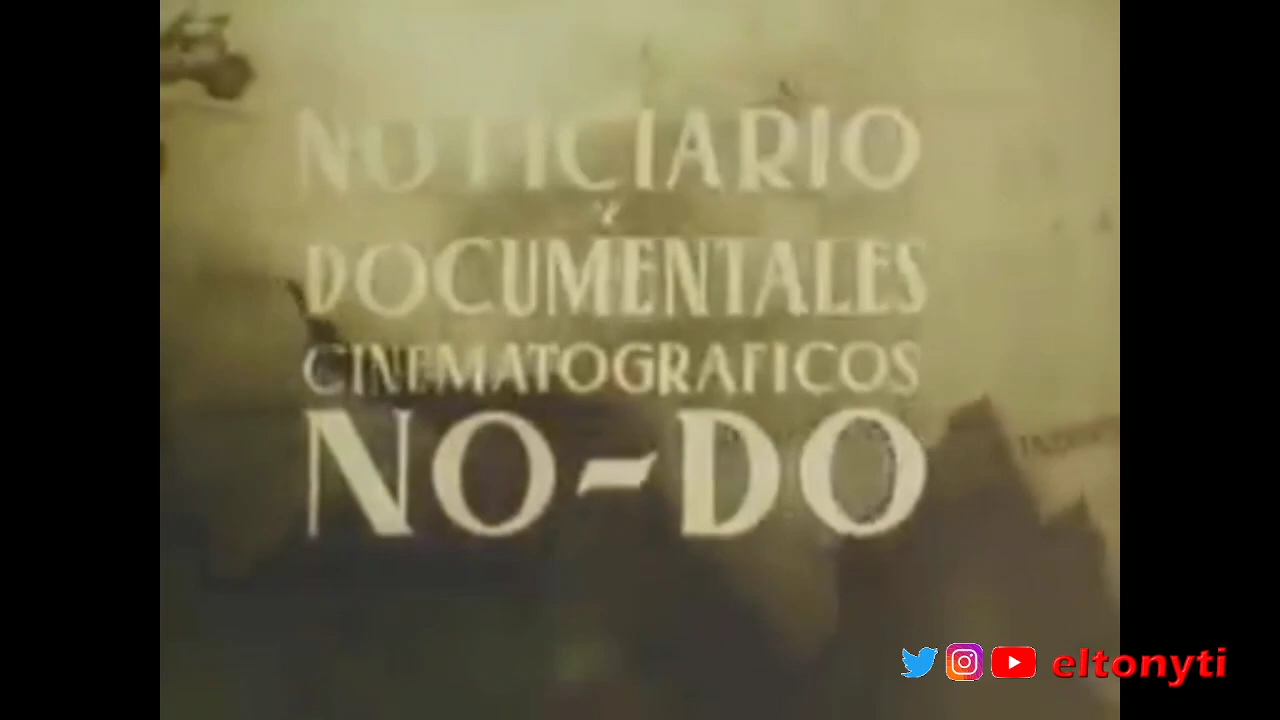 NOTICIARIO
Y
DOCUMENTALES
CINEMATOGRAFICOS
NO-DO
eltonyti